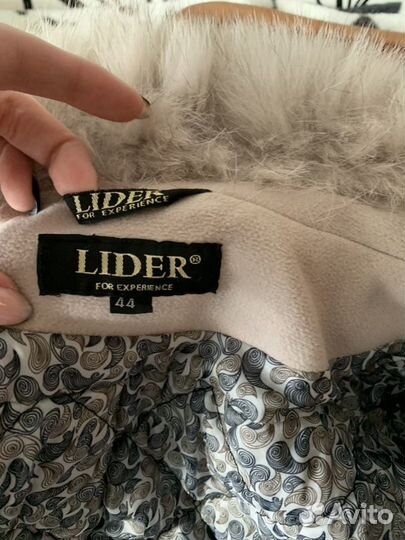 LIDER
FOR EXPERIENCE
LIDER®
FOR EXPERIENCE
44
Avito